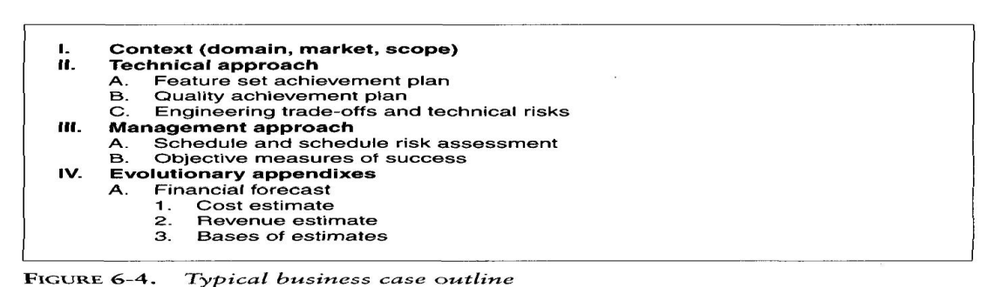 I. Context (domain, market, scope)
II. Technical approach
A. Feature set achievement plan
B. Quality achievement plan
C. Engineering trade-offs and technical risks
III. Management approach
A. Schedule and schedule risk assessment
B. Objective measures of success
IV. Evolutionary appendixes
A. Financial forecast
1. Cost estimate
2. Revenue estimate
3. Bases of estimates
FIGURE 6-4. Typical business case outline